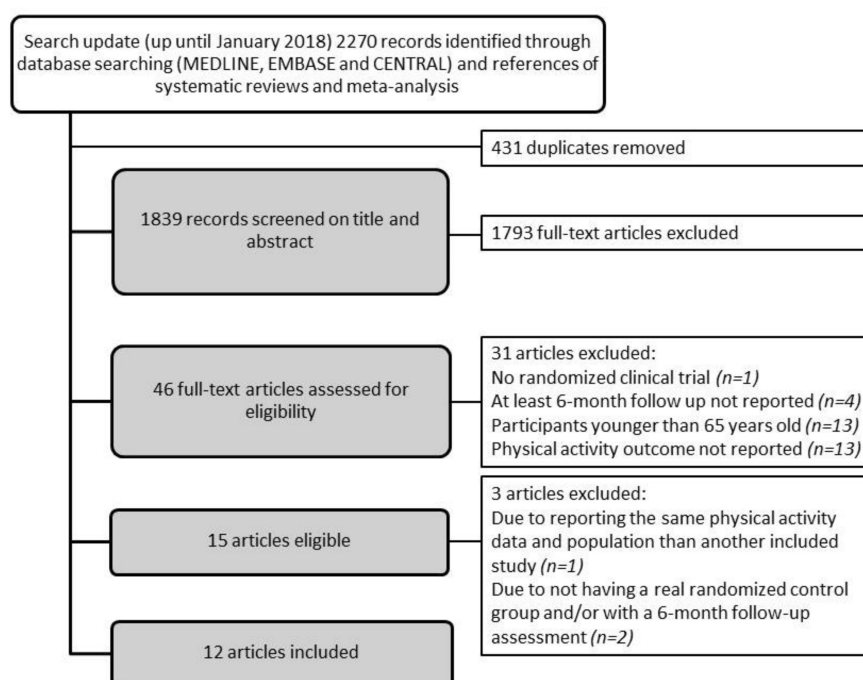 Search update (up until January 2018) 2270 records identified through
database searching (MEDLINE, EMBASE and CENTRAL) and references of
systematic reviews and meta-analysis
431 duplicates removed
1839 records screened on title and
abstract
1793 full-text articles excluded
46 full-text articles assessed for
eligibility
31 articles excluded:
No randomized clinical trial (n=1)
At least 6-month follow up not reported (n=4)
Participants younger than 65 years old (n=13)
Physical activity outcome not reported (n=13)
15 articles eligible
3 articles excluded:
Due to reporting the same physical activity
data and population than another included
study (n=1)
Due to not having a real randomized control
group and/or with a 6-month follow-up
assessment (n=2)
12 articles included